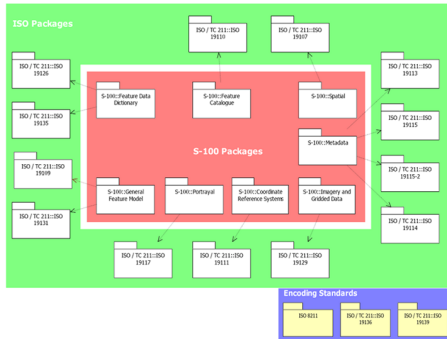 ISO Packages
ISO / TC 211::ISO
19110
ISO / TC 211::ISO
19107
ISO / TC 211::ISO
19126
ISO / TC 211::ISO
19113
S-100::Feature Data
Dictionary
S-100::Feature
Catalogue
S-100::Spatial
ISO / TC 211::ISO
19135
ISO / TC 211::ISO
19115
S-100::Metadata
S-100 Packages
ISO / TC 211::ISO
19109
ISO / TC 211::ISO
19115-2
S-100::General
Feature Model
S-100::Portrayal
S-100::Coordinate
Reference Systems
S-100::Imagery and
Gridded Data
ISO / TC 211::ISO
19131
ISO / TC 211::ISO
19114
ISO / TC 211::ISO
19117
ISO / TC 211::ISO
19111
ISO / TC 211::ISO
19129
Encoding Standards
ISO 8211
ISO / TC 211::ISO
19136
ISO / TC 211::ISO
19139